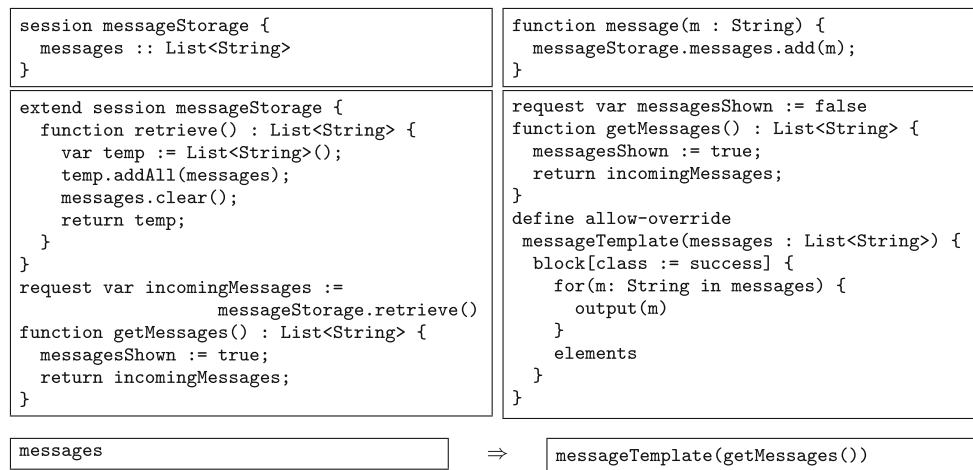 session messageStorage {
  messages :: List<String>
}
function message(m : String) {
  messageStorage.messages.add(m);
}
extend session messageStorage {
  function retrieve() : List<String> {
    var temp := List<String>();
    temp.addAll(messages);
    messages.clear();
    return temp;
  }
}
request var incomingMessages :=
                  messageStorage.retrieve()
function getMessages() : List<String> {
  messagesShown := true;
  return incomingMessages;
}
request var messagesShown := false
function getMessages() : List<String> {
  messagesShown := true;
  return incomingMessages;
}
define allow-override
 messageTemplate(messages : List<String>) {
  block[class := success] {
    for(m: String in messages) {
      output(m)
    }
    elements
  }
}
messages ⇒ messageTemplate(getMessages())